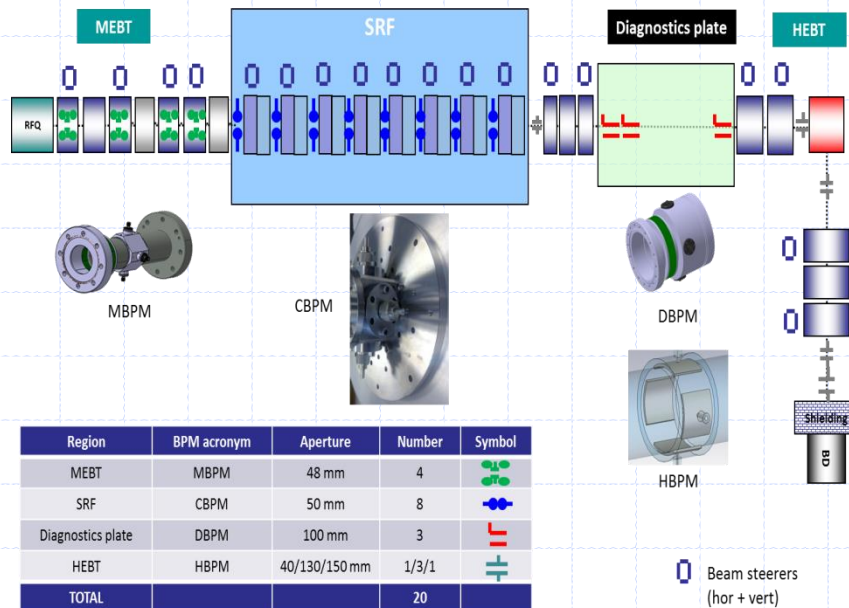 MEBT
SRF
Diagnostics plate
HEBT
RFQ
MBPM
CBPM
DBPM
HBPM
Shielding
BD
Region BPM acronym Aperture Number Symbol
MEBT MBPM 48 mm 4
SRF CBPM 50 mm 8
Diagnostics plate DBPM 100 mm 3
HEBT HBPM 40/130/150 mm 1/3/1
TOTAL 20
Beam steerers
(hor + vert)